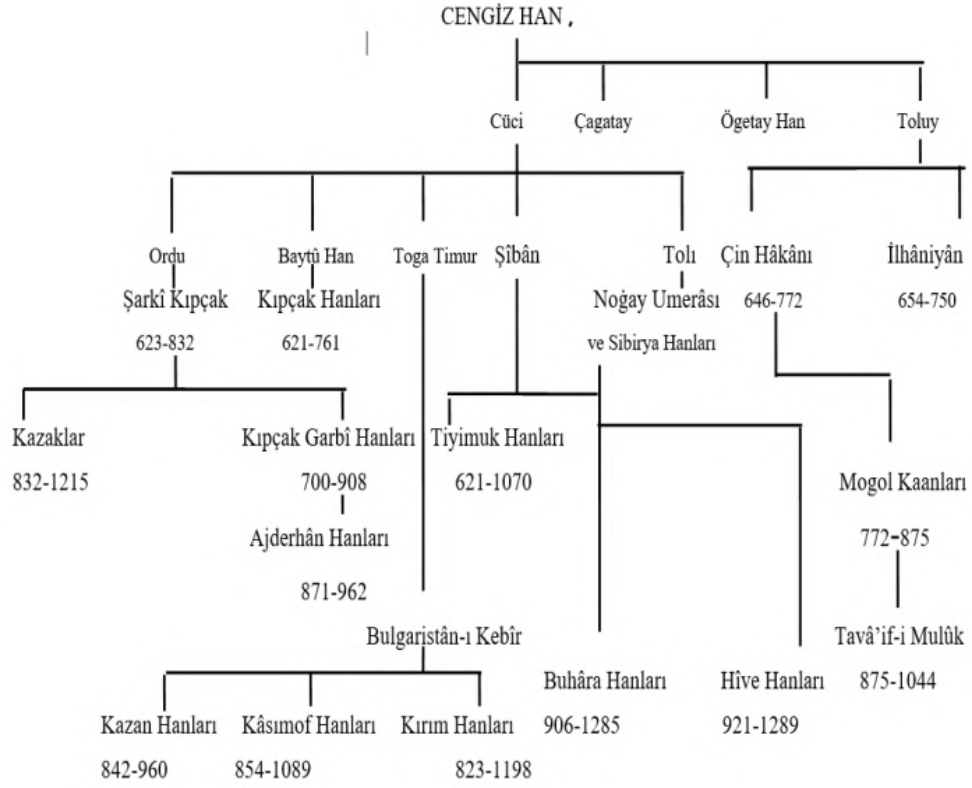 CENGİZ HAN ,
Cüci Çagatay Ögetay Han Toluy
Ordu Baytû Han Toga Timur Şîbân Tolı Çin Hâkânı İlhâniyân
Şarkî Kıpçak Kıpçak Hanları Noġay Umerâsı 646-772 654-750
623-832 621-761 ve Sibirya Hanları
Kazaklar Kıpçak Garbî Hanları Tiyimuk Hanları
832-1215 700-908 621-1070 Mogol Kaanları
Ajderhân Hanları 772-875
871-962
Bulgaristân-ı Kebîr Tavâ’if-i Mulûk
Buhâra Hanları Hîve Hanları 875-1044
Kazan Hanları Kâsımof Hanları Kırım Hanları 906-1285 921-1289
842-960 854-1089 823-1198